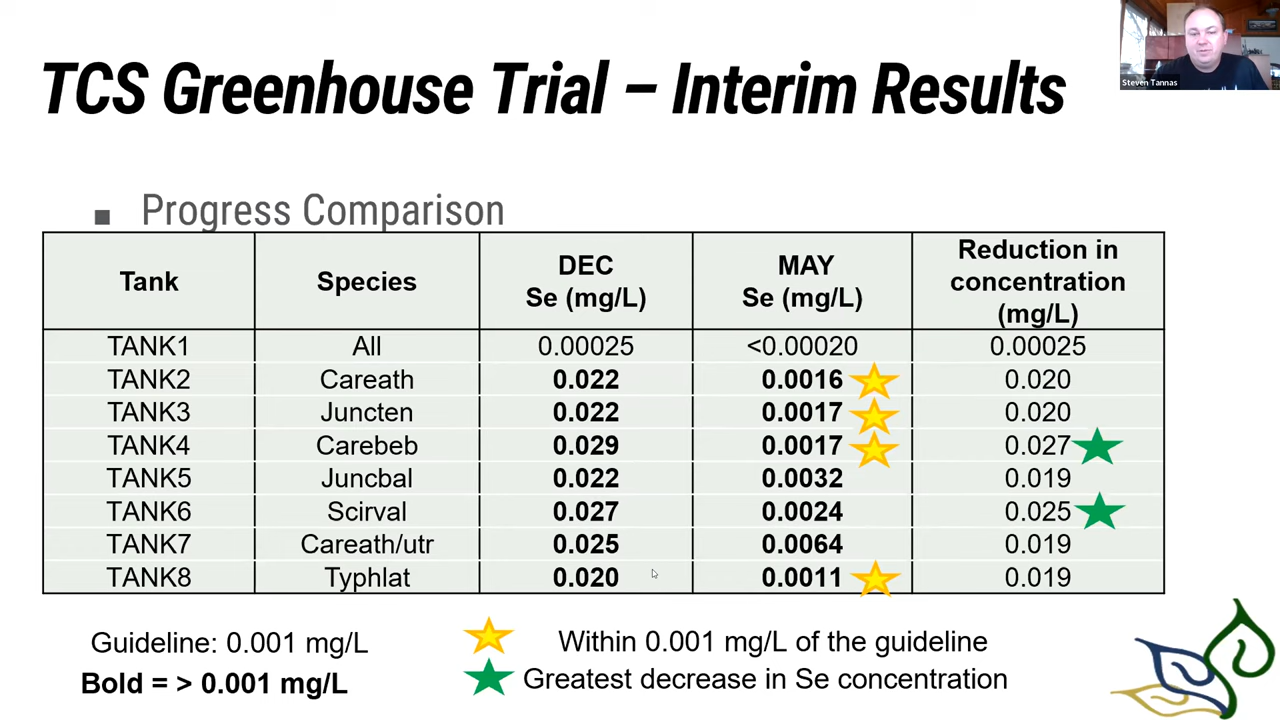 Steven Tannas
TCS Greenhouse Trial – Interim Results
■ Progress Comparison
Tank Species DEC Se (mg/L) MAY Se (mg/L) Reduction in concentration (mg/L)
TANK1 All 0.00025 <0.00020 0.00025
TANK2 Careath 0.022 0.0016 0.020
TANK3 Juncten 0.022 0.0017 0.020
TANK4 Carebeb 0.029 0.0017 0.027
TANK5 Juncbal 0.022 0.0032 0.019
TANK6 Scirval 0.027 0.0024 0.025
TANK7 Careath/utr 0.025 0.0064 0.019
TANK8 Typhlat 0.020 0.0011 0.019
Guideline: 0.001 mg/L
Bold = > 0.001 mg/L
Within 0.001 mg/L of the guideline
Greatest decrease in Se concentration